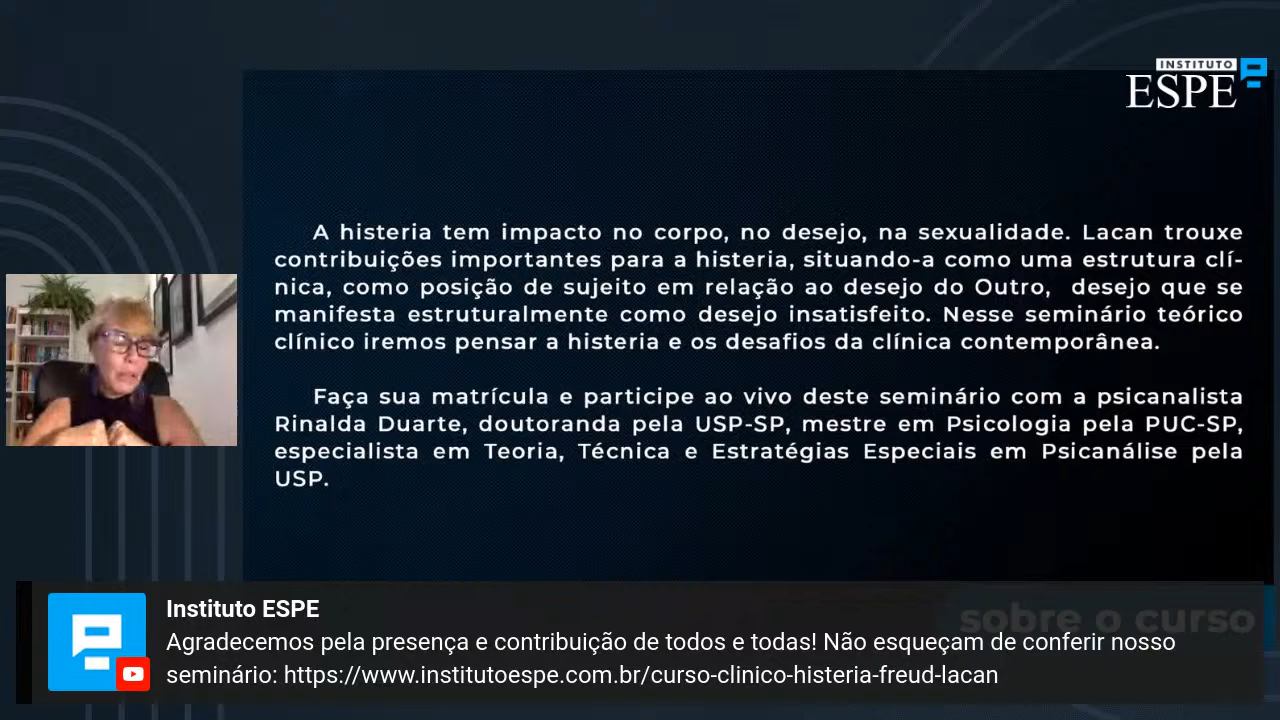 INSTITUTO
ESPE
A histeria tem impacto no corpo, no desejo, na sexualidade. Lacan trouxe
contribuições importantes para a histeria, situando-a como uma estrutura clí-
nica, como posição de sujeito em relação ao desejo do Outro, desejo que se
manifesta estruturalmente como desejo insatisfeito. Nesse seminário teórico
clínico iremos pensar a histeria e os desafios da clínica contemporânea.
Faça sua matrícula e participe ao vivo deste seminário com a psicanalista
Rinalda Duarte, doutoranda pela USP-SP, mestre em Psicologia pela PUC-SP,
especialista em Teoria, Técnica e Estratégias Especiais em Psicanálise pela
USP.
sobre o curso
Instituto ESPE
Agradecemos pela presença e contribuição de todos e todas! Não esqueçam de conferir nosso
seminário: https://www.institutoespe.com.br/curso-clinico-histeria-freud-lacan